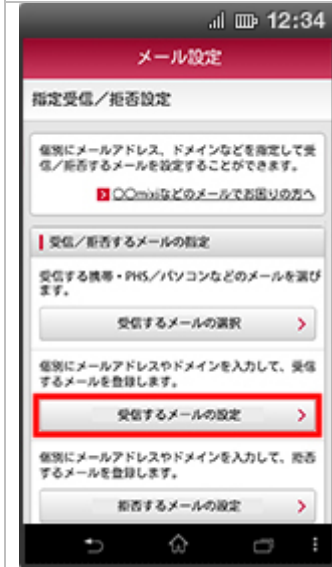 12:34
メール設定
指定受信／拒否設定
個別にメールアドレス、ドメインなどを指定して受
信／拒否するメールを設定することができます。
○○mixiなどのメールでお困りの方へ
受信／拒否するメールの指定
受信する携帯・PHS／パソコンなどのメールを選び
ます。
受信するメールの選択
個別にメールアドレスやドメインを入力して、受信
するメールを登録します。
受信するメールの設定
個別にメールアドレスやドメインを入力して、拒否
するメールを登録します。
拒否するメールの設定